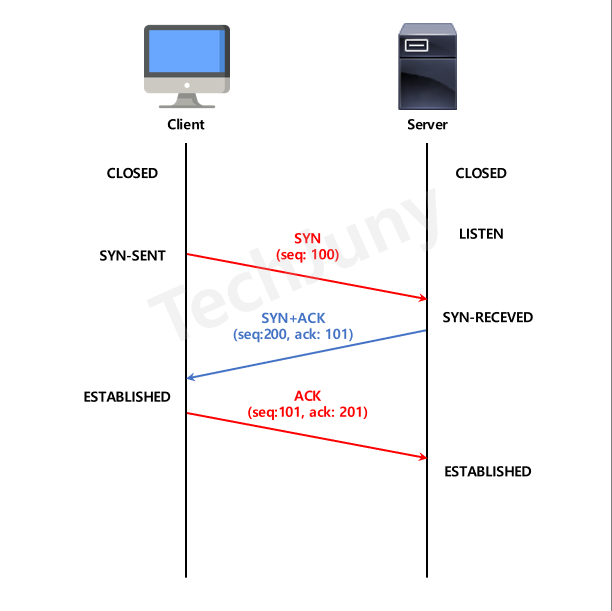 Client
Server
CLOSED
CLOSED
LISTEN
SYN
(seq: 100)
SYN-SENT
SYN+ACK
(seq:200, ack: 101)
SYN-RECEVED
ESTABLISHED
ACK
(seq:101, ack: 201)
ESTABLISHED
TechJuny